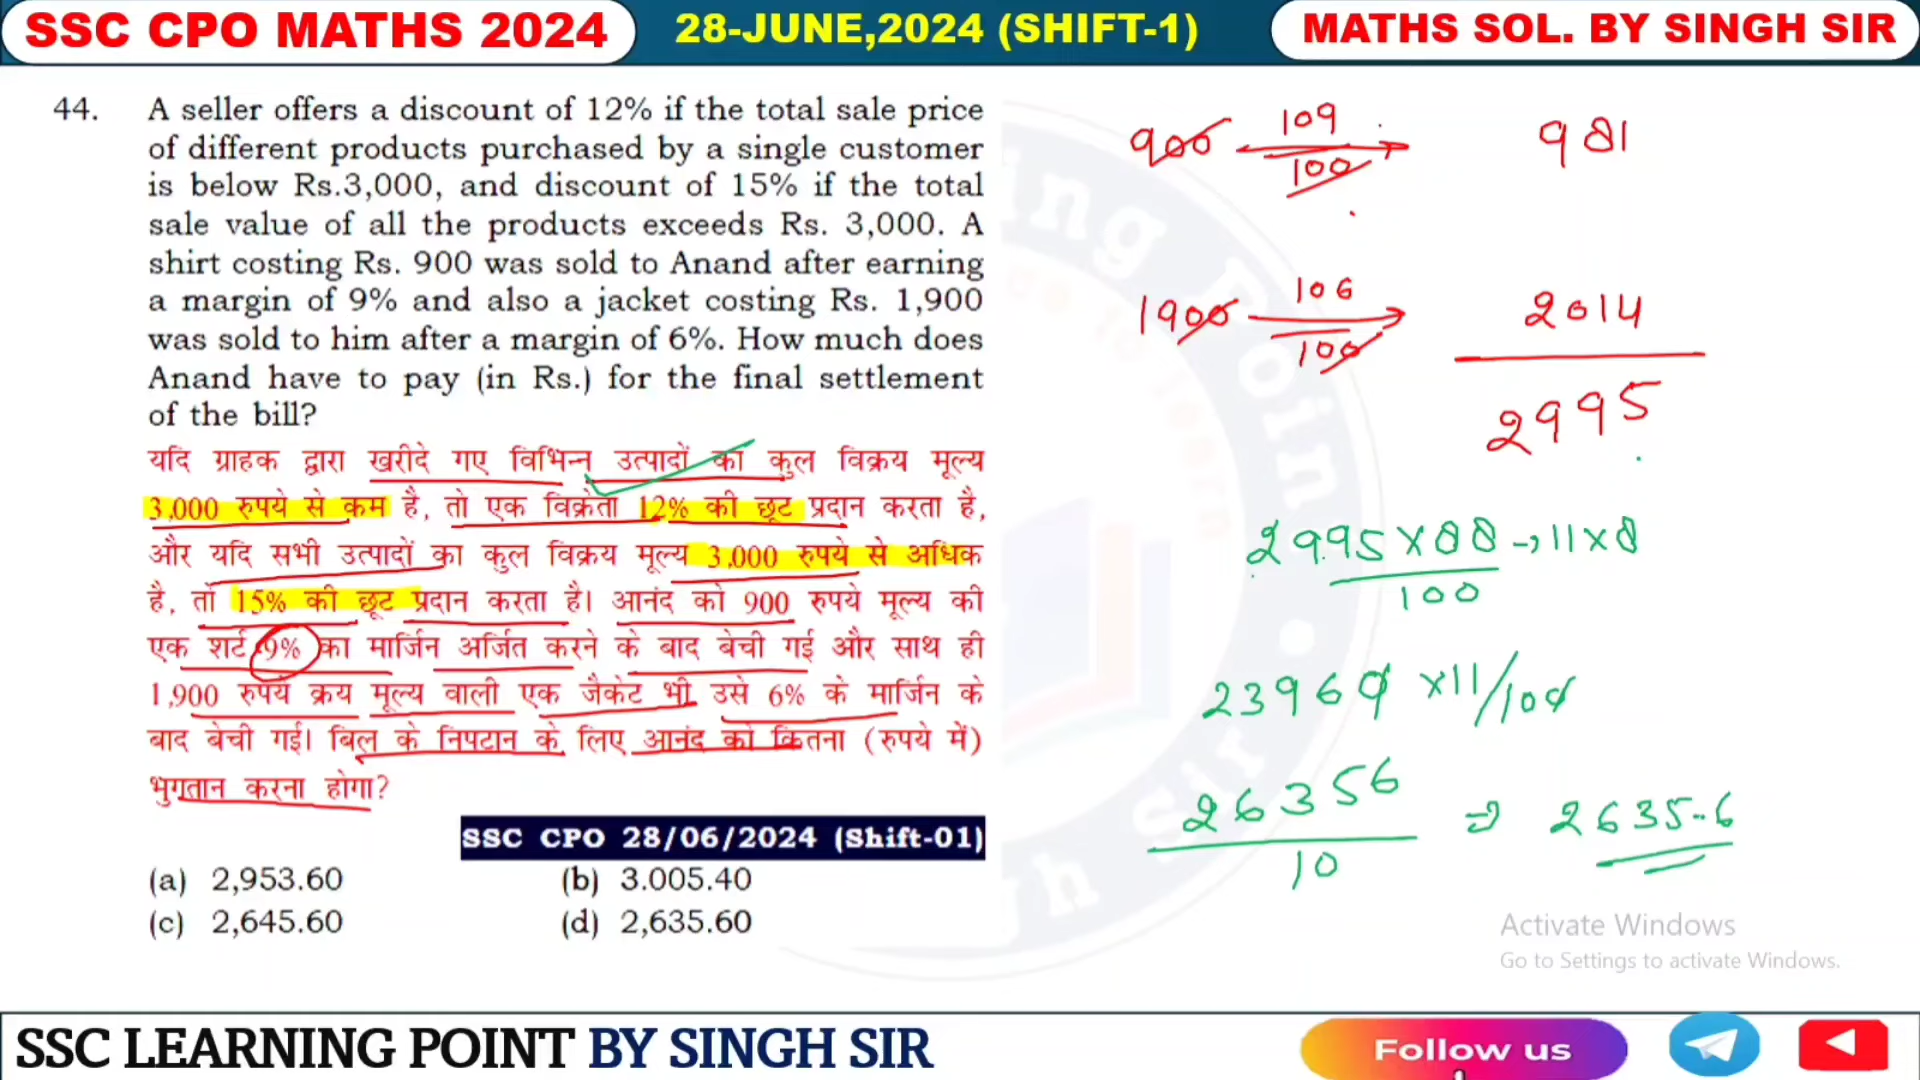 SSC CPO MATHS 2024
28-JUNE,2024 (SHIFT-1)
MATHS SOL. BY SINGH SIR
44. A seller offers a discount of 12% if the total sale price
of different products purchased by a single customer
is below Rs.3,000, and discount of 15% if the total
sale value of all the products exceeds Rs. 3,000. A
shirt costing Rs. 900 was sold to Anand after earning
a margin of 9% and also a jacket costing Rs. 1,900
was sold to him after a margin of 6%. How much does
Anand have to pay (in Rs.) for the final settlement
of the bill?
यदि ग्राहक द्वारा खरीदे गए विभिन्न उत्पादों का कुल विक्रय मूल्य
3,000 रुपये से कम है, तो एक विक्रेता 12% की छूट प्रदान करता है,
और यदि सभी उत्पादों का कुल विक्रय मूल्य 3,000 रुपये से अधिक
है, तो 15% की छूट प्रदान करता है। आनंद को 900 रुपये मूल्य की
एक शर्ट 9% का मार्जिन अर्जित करने के बाद बेची गई और साथ ही
1,900 रुपये क्रय मूल्य वाली एक जैकेट भी उसे 6% के मार्जिन के
बाद बेची गई। बिल के निपटान के लिए आनंद को कितना (रुपये में)
भुगतान करना होगा?
SSC CPO 28/06/2024 (Shift-01)
(a) 2,953.60 (b) 3.005.40
(c) 2,645.60 (d) 2,635.60
900 109/100 981
1900 106/100 2014
2995
2995×88 → 11×8
100
23960 ×11/100
26356
10
⇒ 2635.6
Activate Windows
Go to Settings to activate Windows.
SSC LEARNING POINT BY SINGH SIR
Follow us